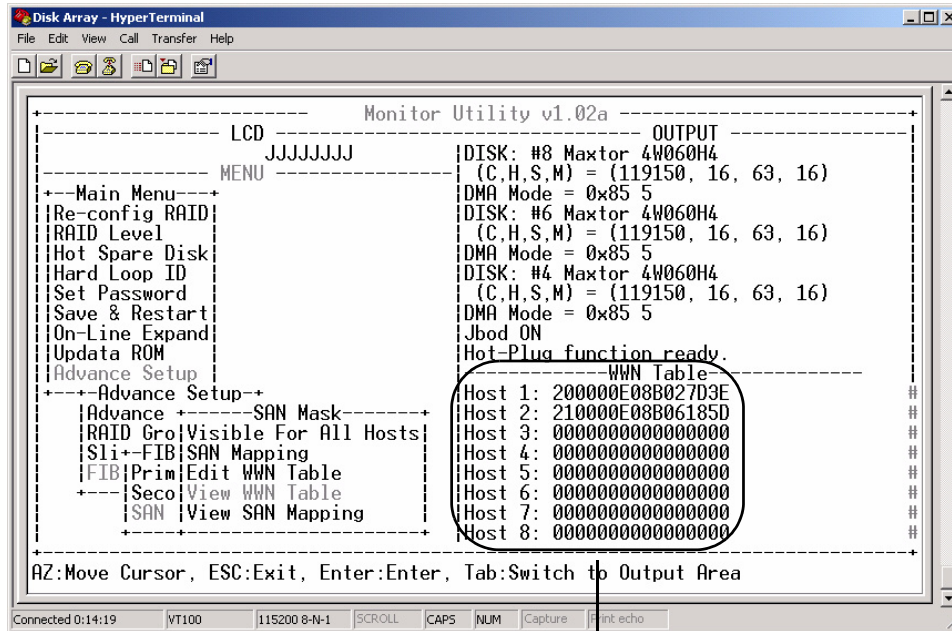 Disk Array - HyperTerminal
File Edit View Call Transfer Help
Monitor Utility v1.02a
LCD
JJJJJJJJ
MENU
+--Main Menu---+
Re-config RAID
RAID Level
Hot Spare Disk
Hard Loop ID
Set Password
Save & Restart
On-Line Expand
Updata ROM
Advance Setup
+---+-Advance Setup-+
Advance +-------SAN Mask--------+
RAID Gro|Visible For All Hosts|
Sli+-FIB|SAN Mapping
FIB|Prim|Edit WWN Table
+---|Seco|View WWN Table
SAN |View SAN Mapping
OUTPUT
DISK: #8 Maxtor 4W060H4
(C,H,S,M) = (119150, 16, 63, 16)
DMA Mode = 0x85 5
DISK: #6 Maxtor 4W060H4
(C,H,S,M) = (119150, 16, 63, 16)
DMA Mode = 0x85 5
DISK: #4 Maxtor 4W060H4
(C,H,S,M) = (119150, 16, 63, 16)
DMA Mode = 0x85 5
Jbod ON
Hot-Plug function ready.
--------------WWN Table--------------
Host 1: 200000E08B027D3E #
Host 2: 210000E08B06185D #
Host 3: 0000000000000000 #
Host 4: 0000000000000000 #
Host 5: 0000000000000000 #
Host 6: 0000000000000000 #
Host 7: 0000000000000000 #
Host 8: 0000000000000000 #
AZ:Move Cursor, ESC:Exit, Enter:Enter, Tab:Switch to Output Area
Connected 0:14:19 VT100 115200 8-N-1 SCROLL CAPS NUM Capture Print echo